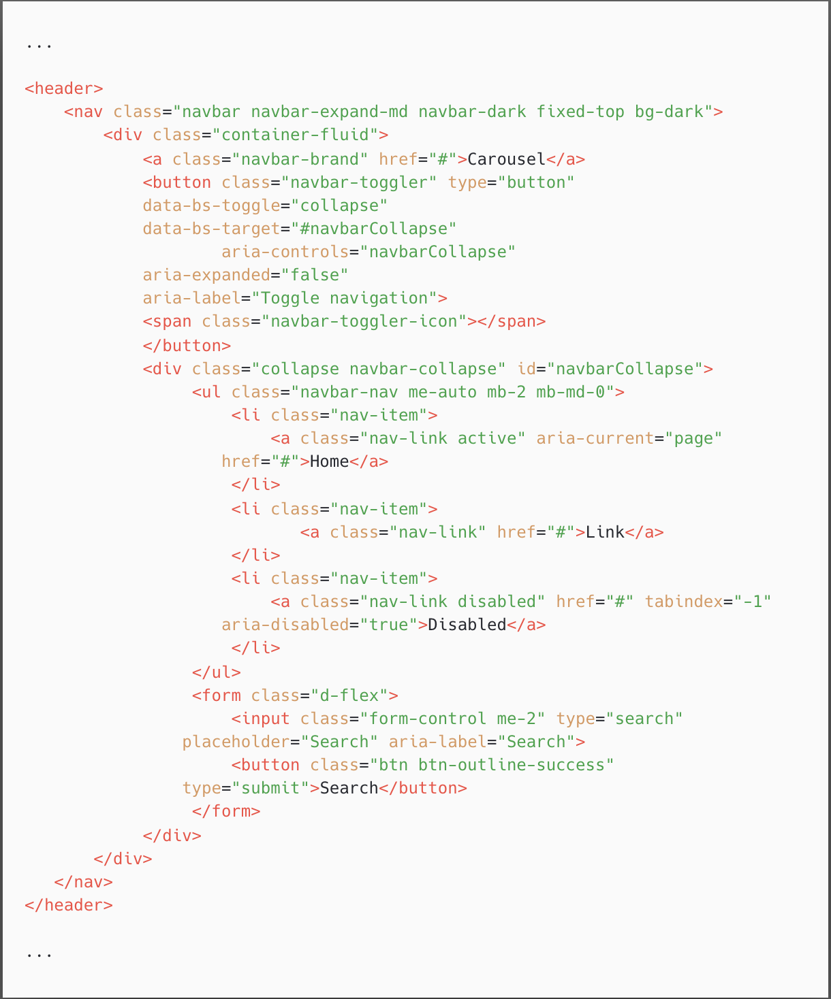 ...
<header>
    <nav class="navbar navbar-expand-md navbar-dark fixed-top bg-dark">
        <div class="container-fluid">
            <a class="navbar-brand" href="#">Carousel</a>
            <button class="navbar-toggler" type="button"
            data-bs-toggle="collapse"
            data-bs-target="#navbarCollapse"
                    aria-controls="navbarCollapse"
            aria-expanded="false"
            aria-label="Toggle navigation">
            <span class="navbar-toggler-icon"></span>
            </button>
            <div class="collapse navbar-collapse" id="navbarCollapse">
                 <ul class="navbar-nav me-auto mb-2 mb-md-0">
                     <li class="nav-item">
                         <a class="nav-link active" aria-current="page"
                    href="#">Home</a>
                     </li>
                     <li class="nav-item">
                            <a class="nav-link" href="#">Link</a>
                     </li>
                     <li class="nav-item">
                         <a class="nav-link disabled" href="#" tabindex="-1"
                    aria-disabled="true">Disabled</a>
                     </li>
                 </ul>
                 <form class="d-flex">
                     <input class="form-control me-2" type="search"
                placeholder="Search" aria-label="Search">
                     <button class="btn btn-outline-success"
                type="submit">Search</button>
                 </form>
            </div>
       </div>
   </nav>
</header>
...